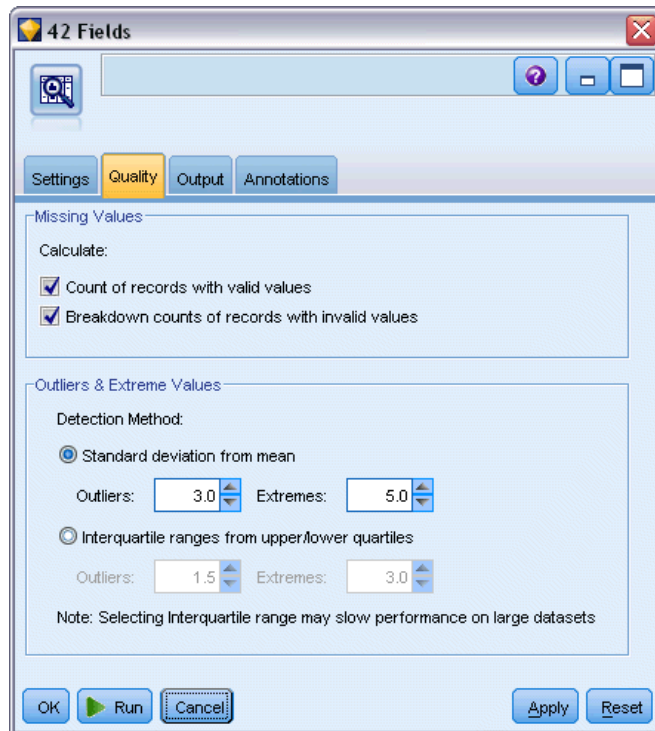 42 Fields
?
Settings Quality Output Annotations
Missing Values
Calculate:
Count of records with valid values
Breakdown counts of records with invalid values
Outliers & Extreme Values
Detection Method:
Standard deviation from mean
Outliers: 3.0 Extremes: 5.0
Interquartile ranges from upper/lower quartiles
Outliers: 1.5 Extremes: 3.0
Note: Selecting Interquartile range may slow performance on large datasets
OK Run Cancel Apply Reset